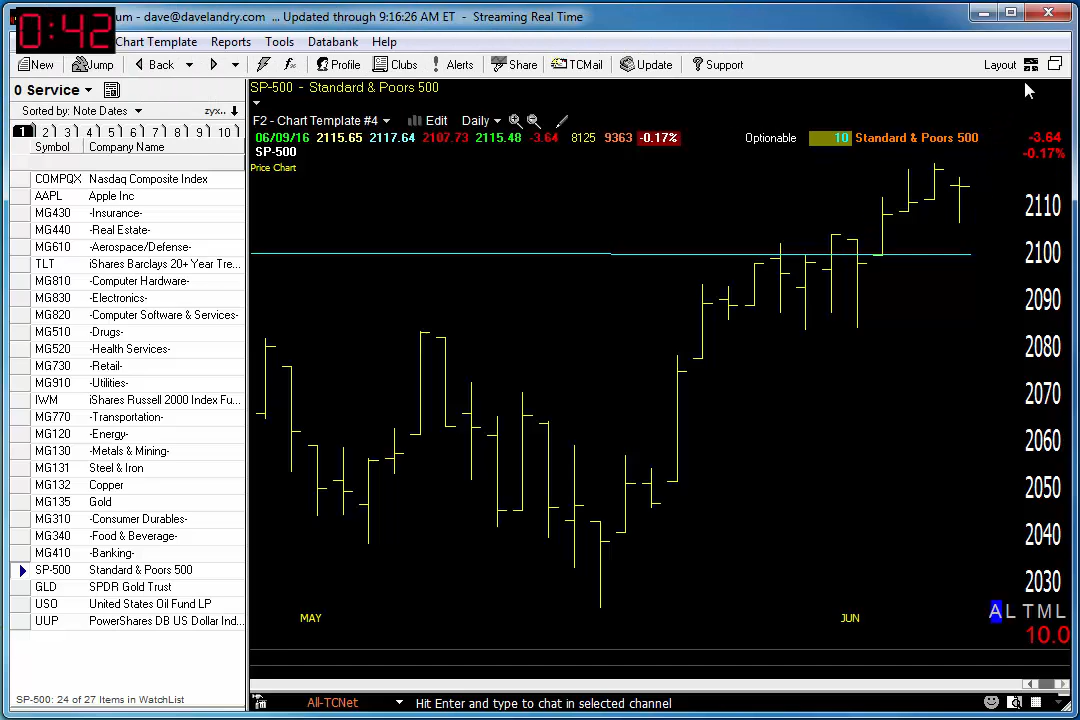 0:42
um - dave@davelandry.com ... Updated through 9:16:26 AM ET - Streaming Real Time
Chart Template Reports Tools Databank Help
New Jump Back Profile Clubs Alerts Share TCMail Update Support Layout
0 Service
Sorted by: Note Dates zyx..
1 2 3 4 5 6 7 8 9 10
Symbol Company Name
COMPQX Nasdaq Composite Index
AAPL Apple Inc
MG430 -Insurance-
MG440 -Real Estate-
MG610 -Aerospace/Defense-
TLT iShares Barclays 20+ Year Tre...
MG810 -Computer Hardware-
MG830 -Electronics-
MG820 -Computer Software & Services-
MG510 -Drugs-
MG520 -Health Services-
MG730 -Retail-
MG910 -Utilities-
IWM iShares Russell 2000 Index Fu...
MG770 -Transportation-
MG120 -Energy-
MG130 -Metals & Mining-
MG131 Steel & Iron
MG132 Copper
MG135 Gold
MG310 -Consumer Durables-
MG340 -Food & Beverage-
MG410 -Banking-
SP-500 Standard & Poors 500
GLD SPDR Gold Trust
USO United States Oil Fund LP
UUP PowerShares DB US Dollar Ind...
SP-500: 24 of 27 Items in WatchList
SP-500 - Standard & Poors 500
F2 - Chart Template #4 Edit Daily
06/09/16 2115.65 2117.64 2107.73 2115.48 -3.64 8125 9363 -0.17% Optionable 10 Standard & Poors 500 -3.64
-0.17%
SP-500
Price Chart
2110
2100
2090
2080
2070
2060
2050
2040
2030
MAY JUN
A L T M L
10.0
All-TCNet Hit Enter and type to chat in selected channel